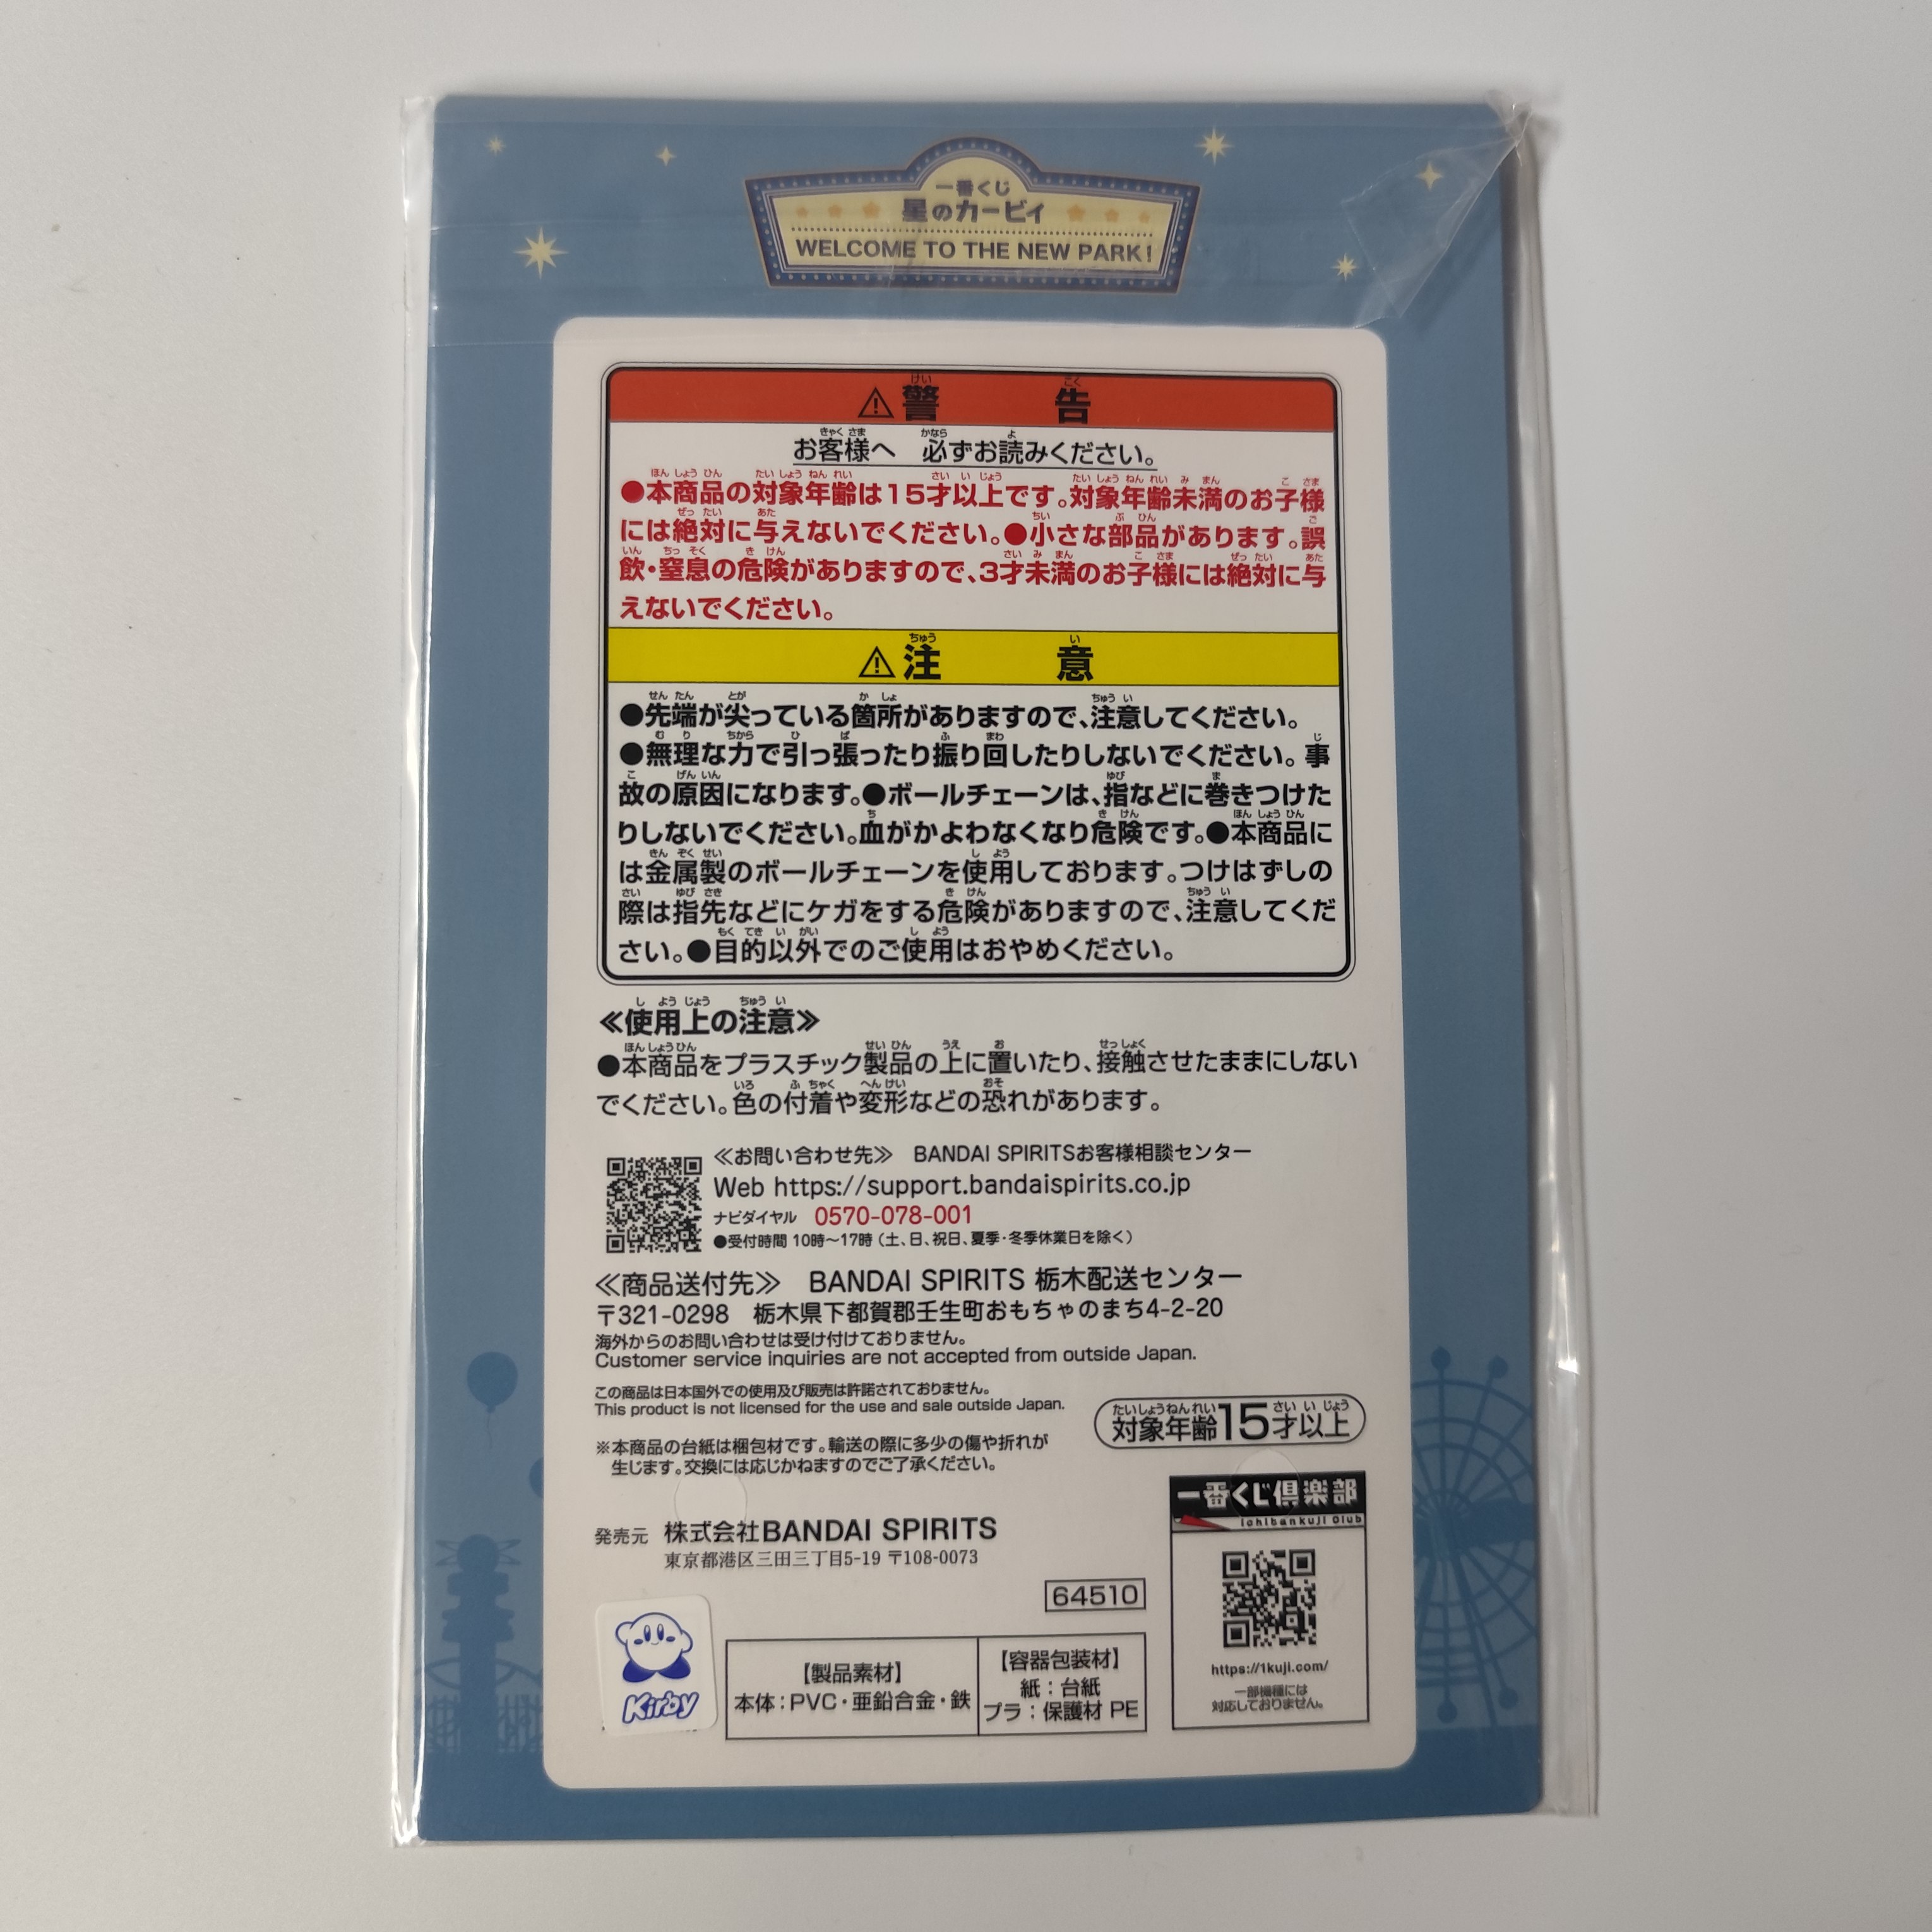 一番くじ
星のカービィ
WELCOME TO THE NEW PARK!
⚠警告
お客様へ 必ずお読みください。
●本商品の対象年齢は15才以上です。対象年齢未満のお子様
には絶対に与えないでください。●小さな部品があります。誤
飲・窒息の危険がありますので、3才未満のお子様には絶対に与
えないでください。
⚠注意
●先端が尖っている箇所がありますので、注意してください。
●無理な力で引っ張ったり振り回したりしないでください。事
故の原因になります。●ボールチェーンは、指などに巻きつけた
りしないでください。血がかよわなくなり危険です。●本商品に
は金属製のボールチェーンを使用しております。つけはずしの
際は指先などにケガをする危険がありますので、注意してくだ
さい。●目的以外でのご使用はおやめください。
≪使用上の注意≫
●本商品をプラスチック製品の上に置いたり、接触させたままにしない
でください。色の付着や変形などの恐れがあります。
≪お問い合わせ先≫ BANDAI SPIRITSお客様相談センター
Web https://support.bandaispirits.co.jp
ナビダイヤル 0570-078-001
●受付時間 10時〜17時（土、日、祝日、夏季・冬季休業日を除く）
≪商品送付先≫ BANDAI SPIRITS 栃木配送センター
〒321-0298 栃木県下都賀郡壬生町おもちゃのまち4-2-20
海外からのお問い合わせは受け付けておりません。
Customer service inquiries are not accepted from outside Japan.
この商品は日本国外での使用及び販売は許諾されておりません。
This product is not licensed for the use and sale outside Japan.
対象年齢15才以上
※本商品の台紙は梱包材です。輸送の際に多少の傷や折れが
生じます。交換には応じかねますのでご了承ください。
発売元 株式会社BANDAI SPIRITS
東京都港区三田三丁目5-19 〒108-0073
64510
Kirby
【製品素材】
本体：PVC・亜鉛合金・鉄
【容器包装材】
紙：台紙
プラ：保護材 PE
一番くじ倶楽部
ichibankuji Club
https://1kuji.com/
一部機種には
対応しておりません。